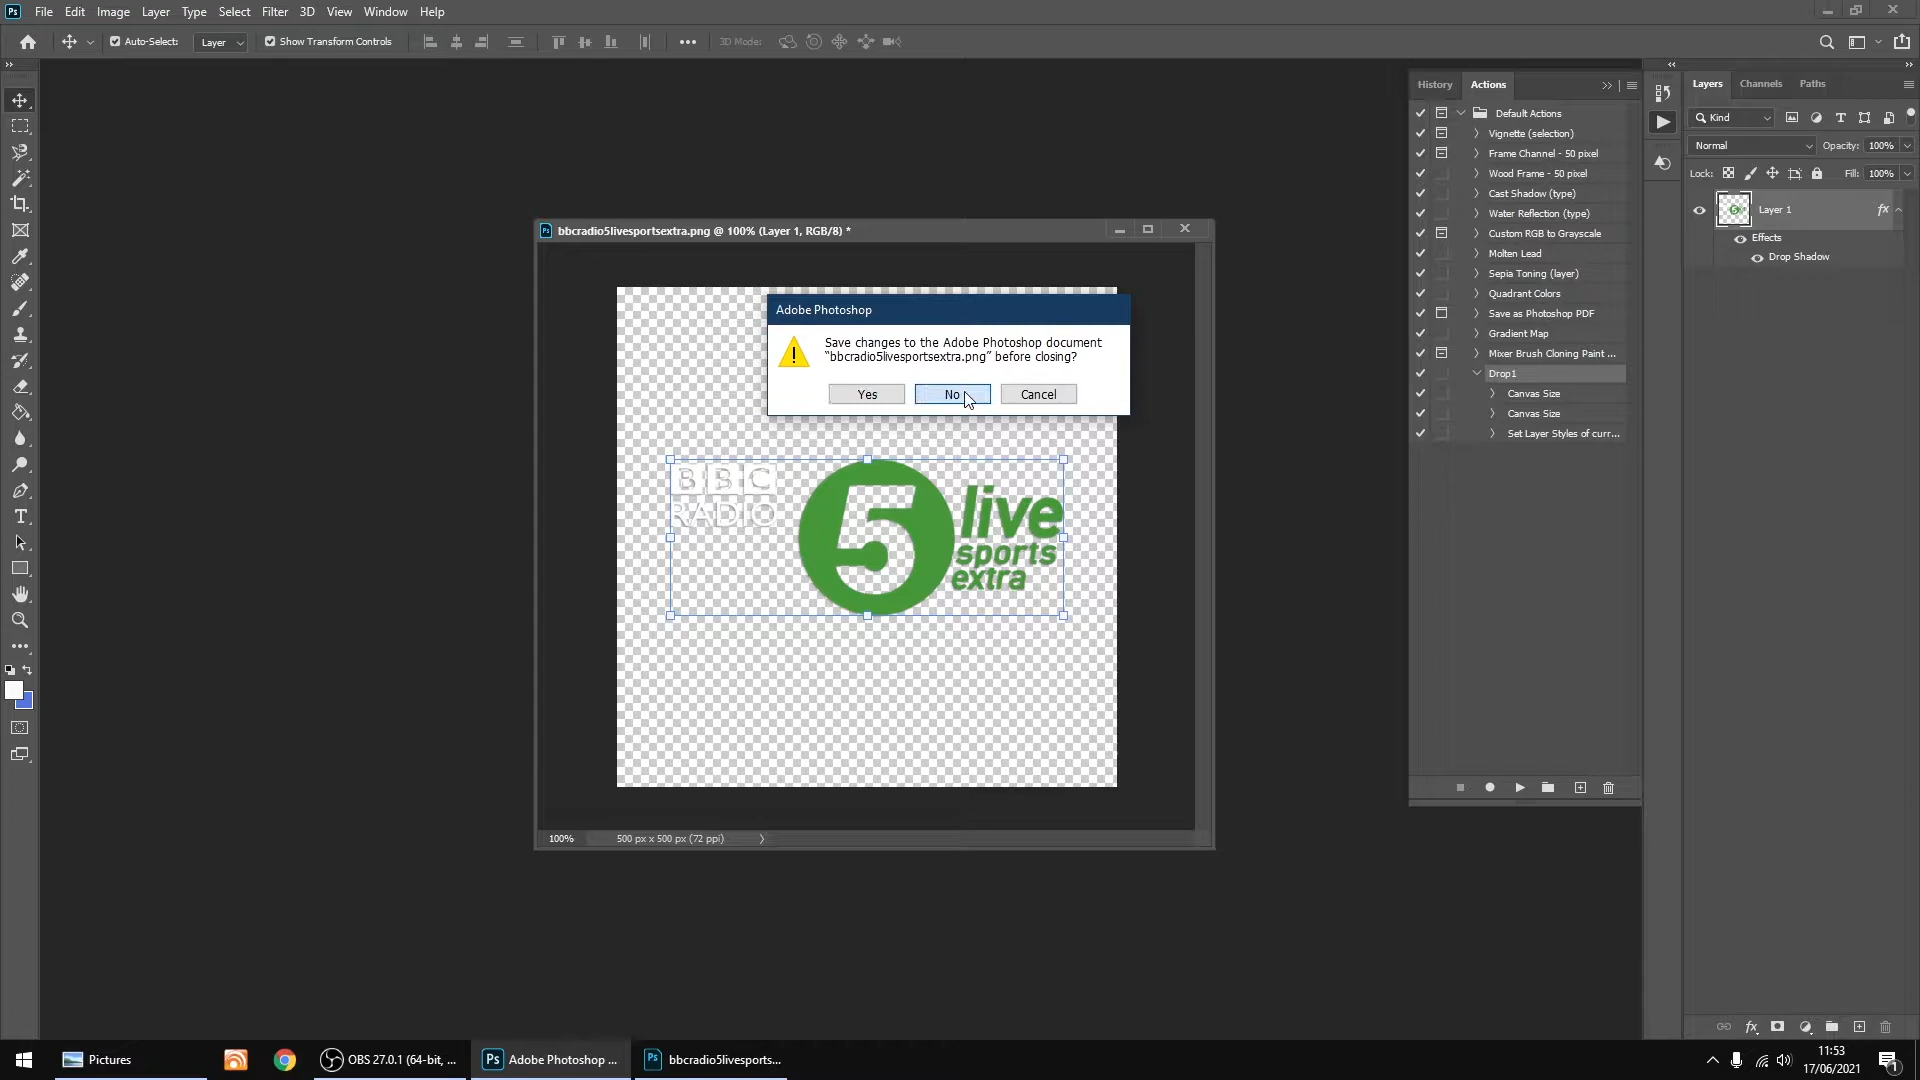 Ps File Edit Image Layer Type Select Filter 3D View Window Help
Auto-Select: Layer Show Transform Controls 3D Mode:
History Actions
Default Actions
Vignette (selection)
Frame Channel - 50 pixel
Wood Frame - 50 pixel
Cast Shadow (type)
Water Reflection (type)
Custom RGB to Grayscale
Molten Lead
Sepia Toning (layer)
Quadrant Colors
Save as Photoshop PDF
Gradient Map
Mixer Brush Cloning Paint ...
Drop1
Canvas Size
Canvas Size
Set Layer Styles of curr...
Layers Channels Paths
Kind
Normal Opacity: 100%
Lock: Fill: 100%
Layer 1 fx
Effects
Drop Shadow
bbcradio5livesportsextra.png @ 100% (Layer 1, RGB/8) *
Adobe Photoshop
Save changes to the Adobe Photoshop document
“bbcradio5livesportsextra.png” before closing?
Yes No Cancel
BBC
RADIO
5
live
sports
extra
100% 500 px x 500 px (72 ppi)
fx
Pictures
OBS 27.0.1 (64-bit, ...
Ps Adobe Photoshop ...
Ps bbcradio5livesports...
11:53
17/06/2021
1